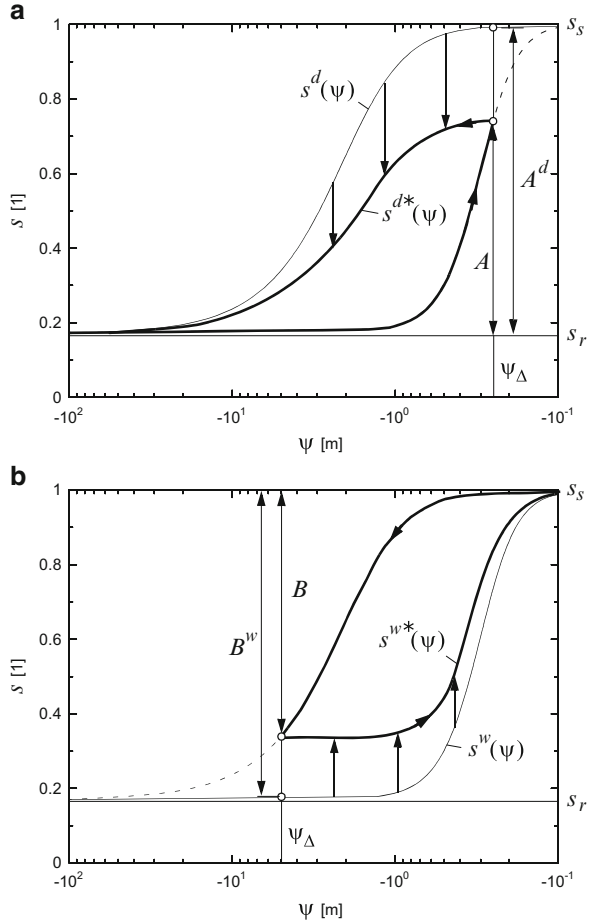 a
1
0.8
0.6
0.4
0.2
0
s [1]
s^d(ψ)
s^{d*}(ψ)
A
A^d
s_s
s_r
ψ_Δ
-10^2
-10^1
-10^0
-10^{-1}
ψ [m]
b
1
0.8
0.6
0.4
0.2
0
s [1]
B^w
B
s^{w*}(ψ)
s^w(ψ)
s_s
s_r
ψ_Δ
-10^2
-10^1
-10^0
-10^{-1}
ψ [m]